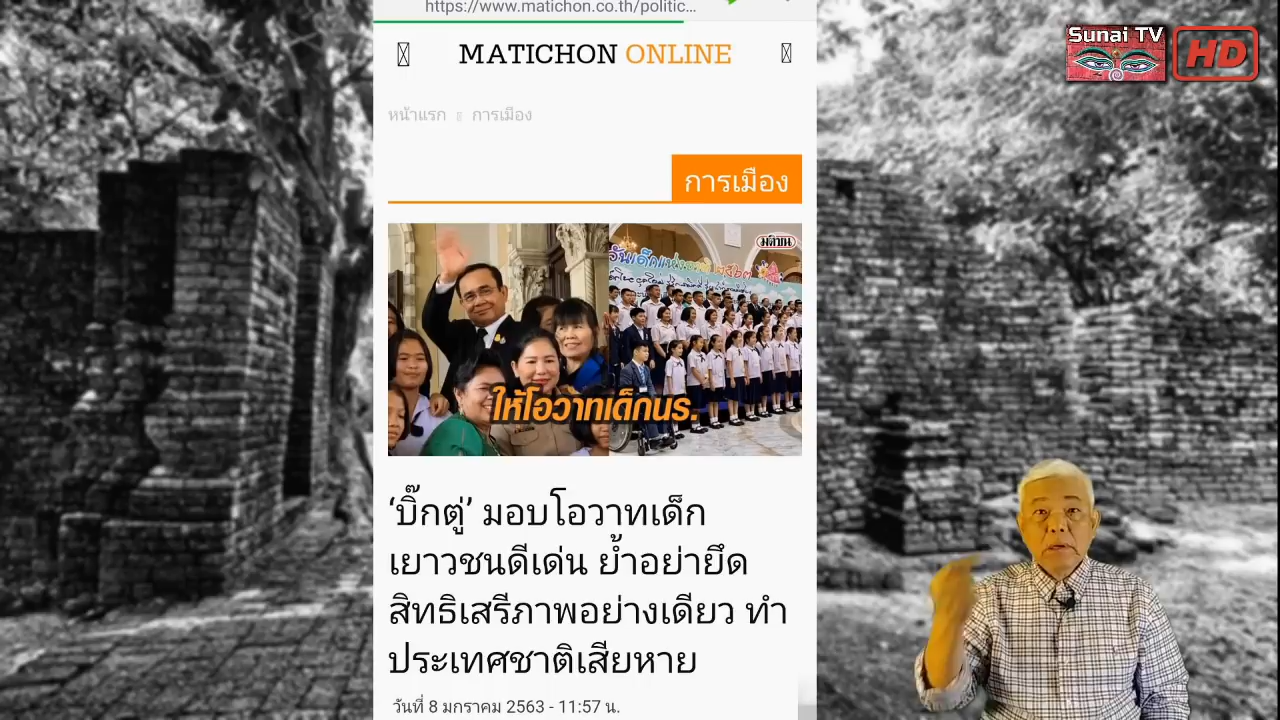 https://www.matichon.co.th/politic...
Sunai TV
HD
MATICHON ONLINE
หน้าแรก การเมือง
การเมือง
มติชน
ให้โอวาทเด็กนร.
‘บิ๊กตู่’ มอบโอวาทเด็ก
เยาวชนดีเด่น ย้ำอย่ายึด
สิทธิเสรีภาพอย่างเดียว ทำ
ประเทศชาติเสียหาย
วันที่ 8 มกราคม 2563 - 11:57 น.